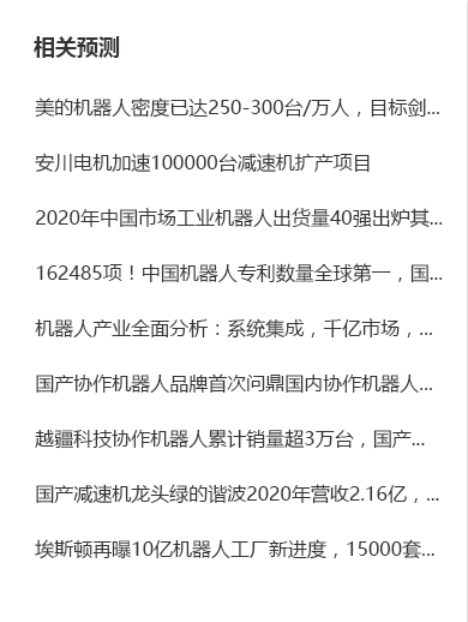 相关预测
美的机器人密度已达250-300台/万人，目标剑...
安川电机加速100000台减速机扩产项目
2020年中国市场工业机器人出货量40强出炉其...
162485项！中国机器人专利数量全球第一，国...
机器人产业全面分析：系统集成，千亿市场，...
国产协作机器人品牌首次问鼎国内协作机器人...
越疆科技协作机器人累计销量超3万台，国产...
国产减速机龙头绿的谐波2020年营收2.16亿，...
埃斯顿再曝10亿机器人工厂新进度，15000套...